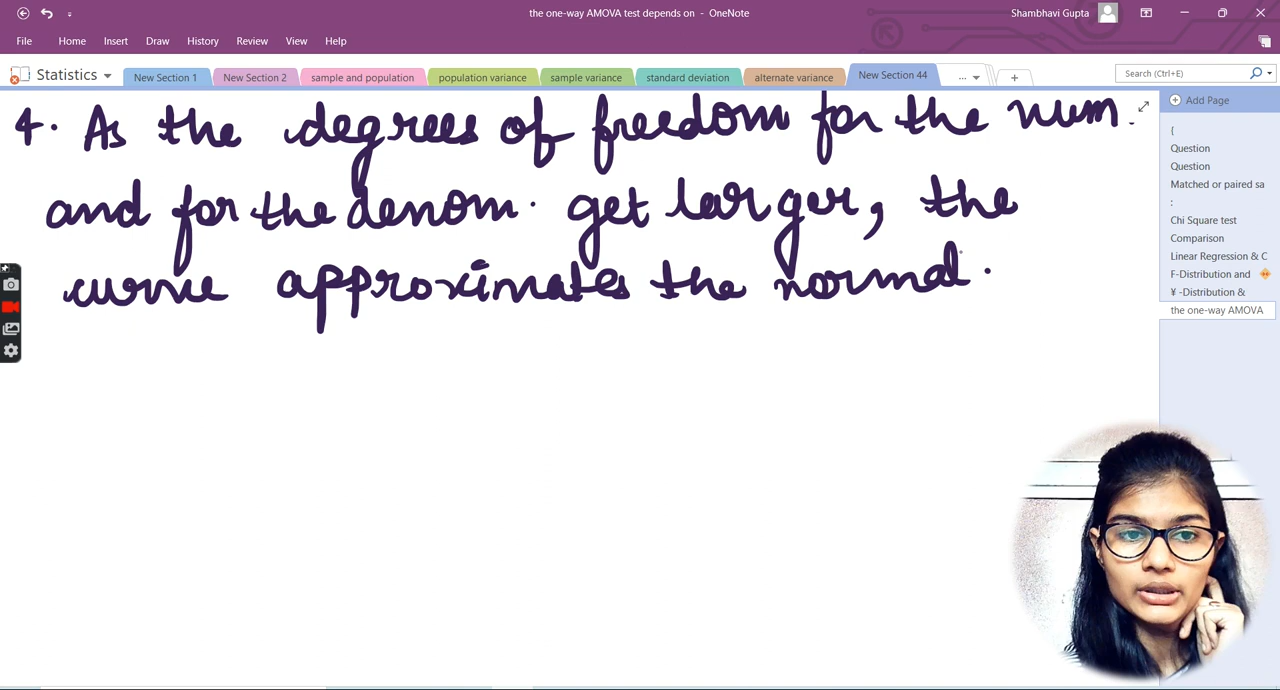 the one-way AMOVA test depends on - OneNote
Shambhavi Gupta
File Home Insert Draw History Review View Help
Statistics
New Section 1
New Section 2
sample and population
population variance
sample variance
standard deviation
alternate variance
New Section 44
...
Search (Ctrl+E)
Add Page
{
Question
Question
Matched or paired sa
:
Chi Square test
Comparison
Linear Regression & C
F-Distribution and
¥ -Distribution &
the one-way AMOVA
4. As the degrees of freedom for the num.
and for the denom. get larger, the
curve approximates the normal.